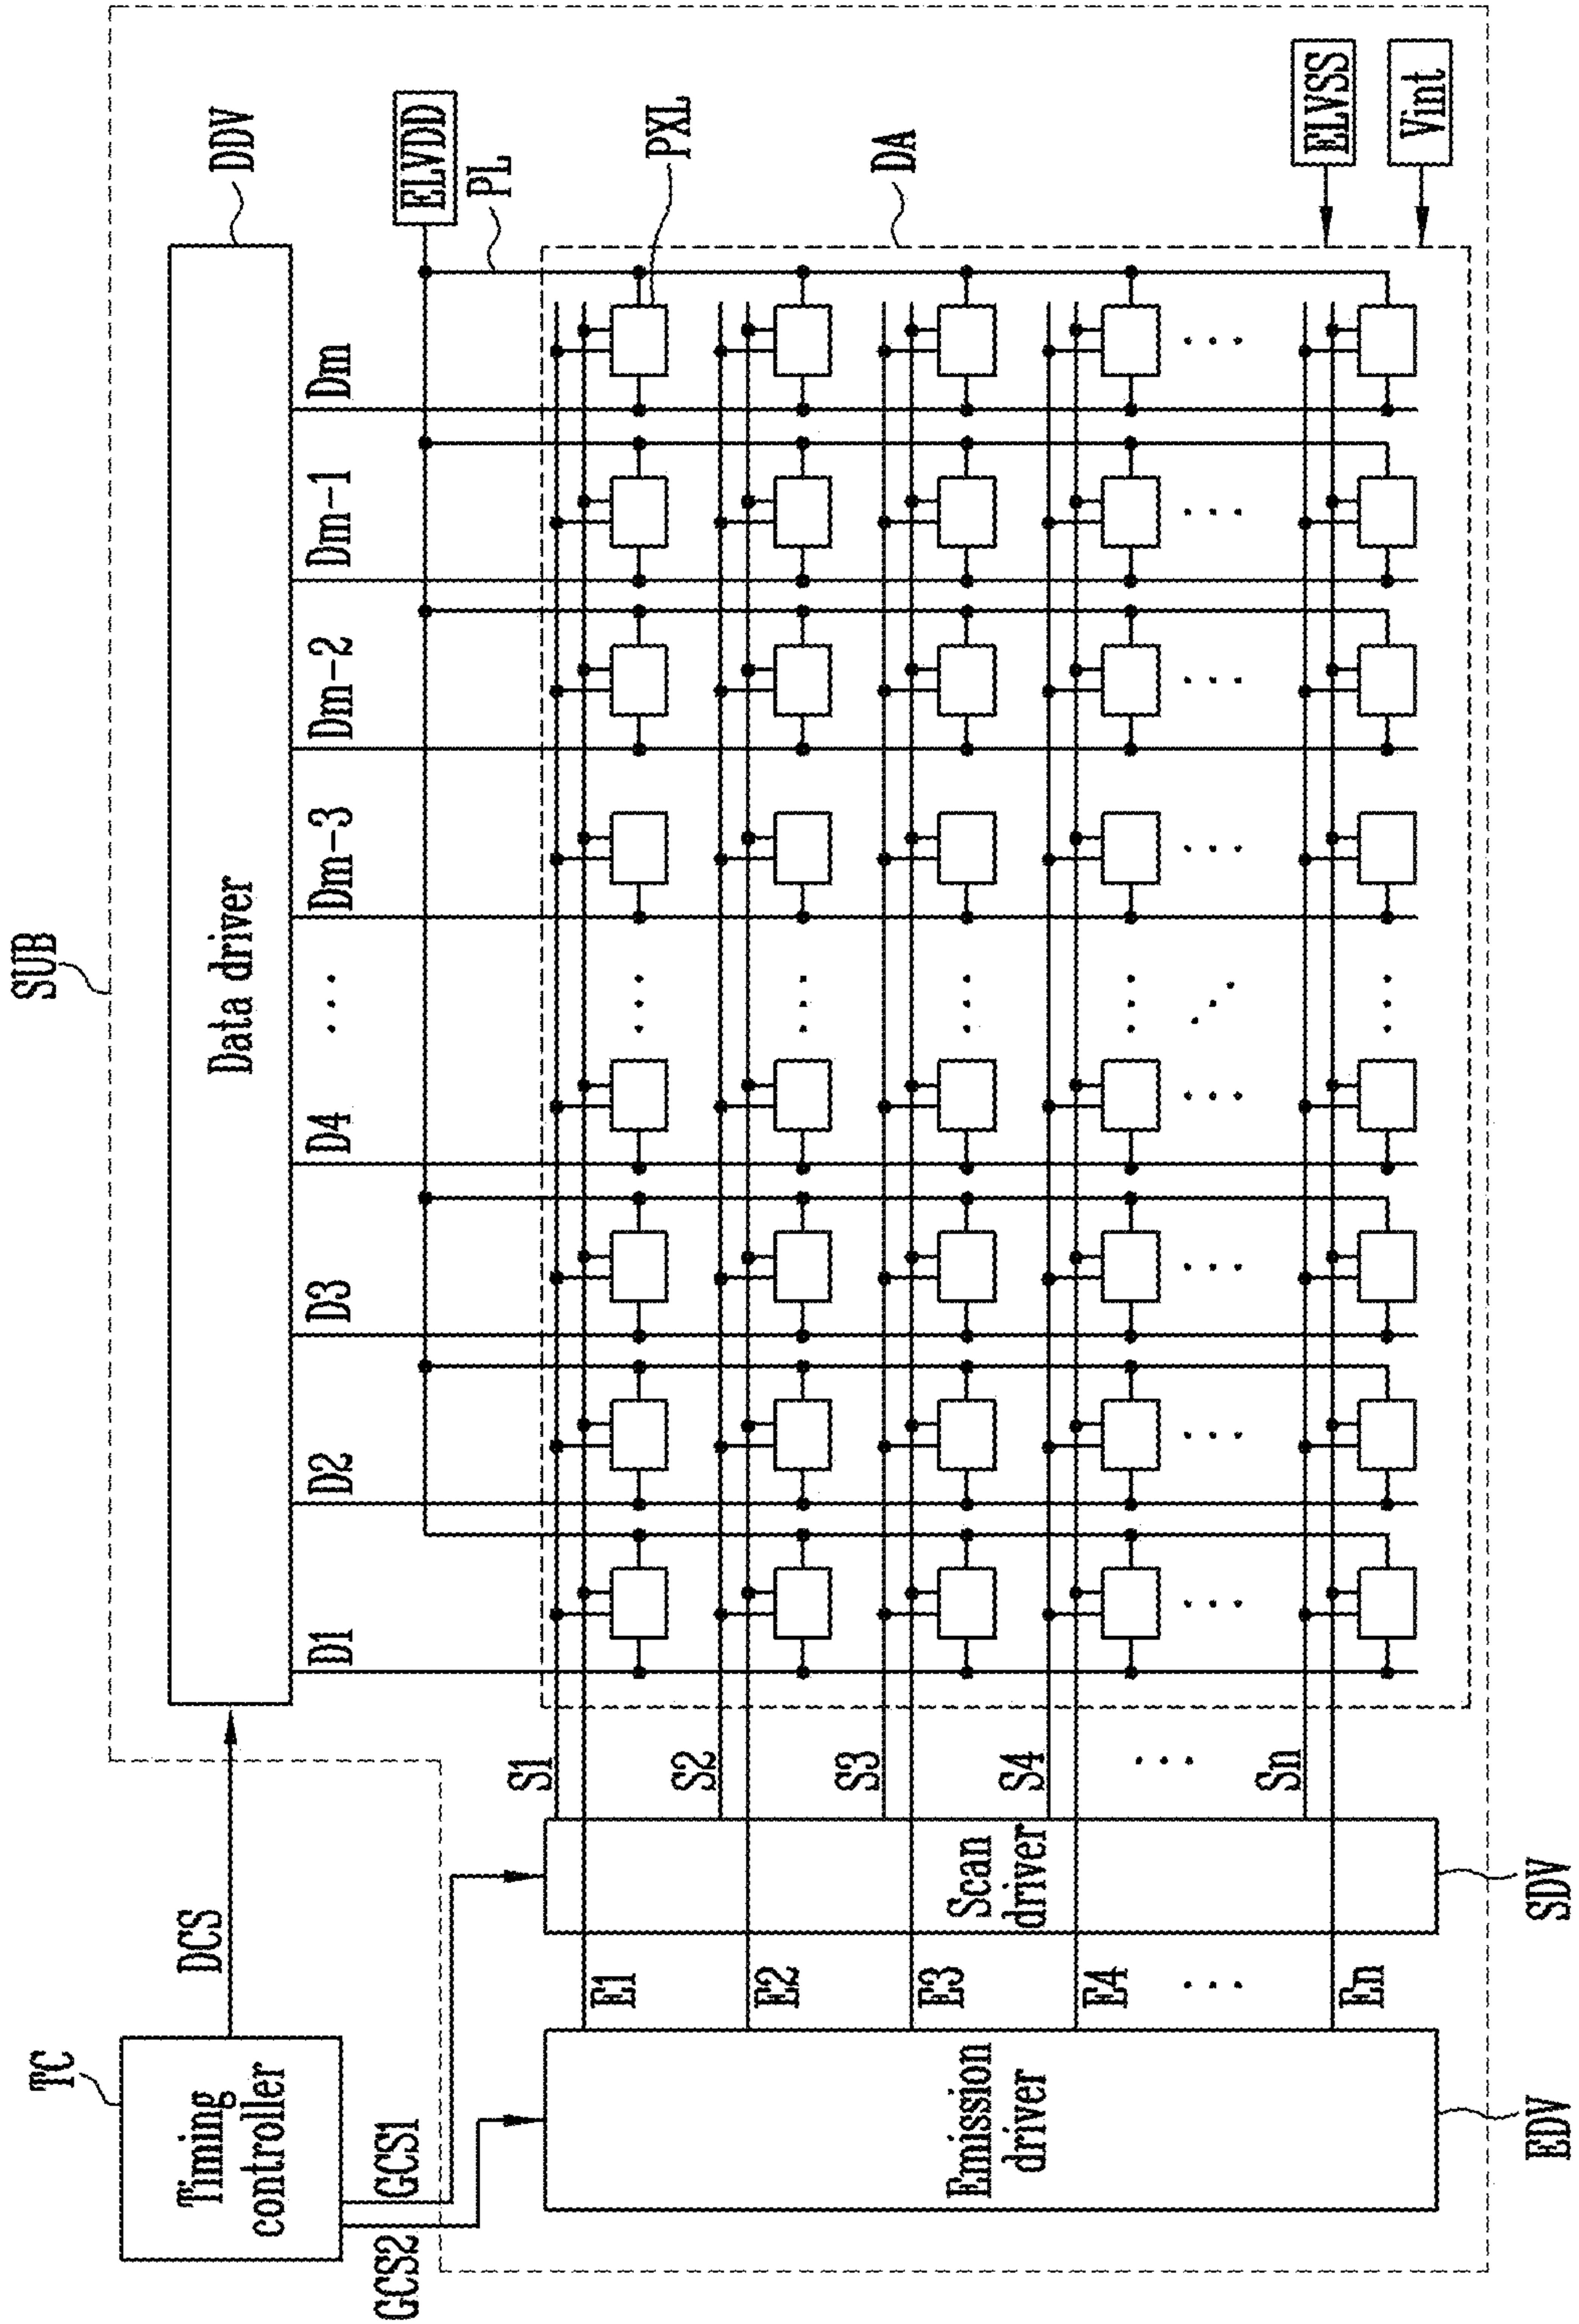 SUB
TC
Timing
controller
DCS
Data driver
DDV
GCS2
GCS1
D1
D2
D3
D4
. . .
Dm-3
Dm-2
Dm-1
Dm
ELVDD
PL
PXL
DA
ELVSS
Vint
S1
S2
S3
S4
. . .
Sn
E1
E2
E3
E4
. . .
En
Emission
driver
Scan
driver
EDV
SDV